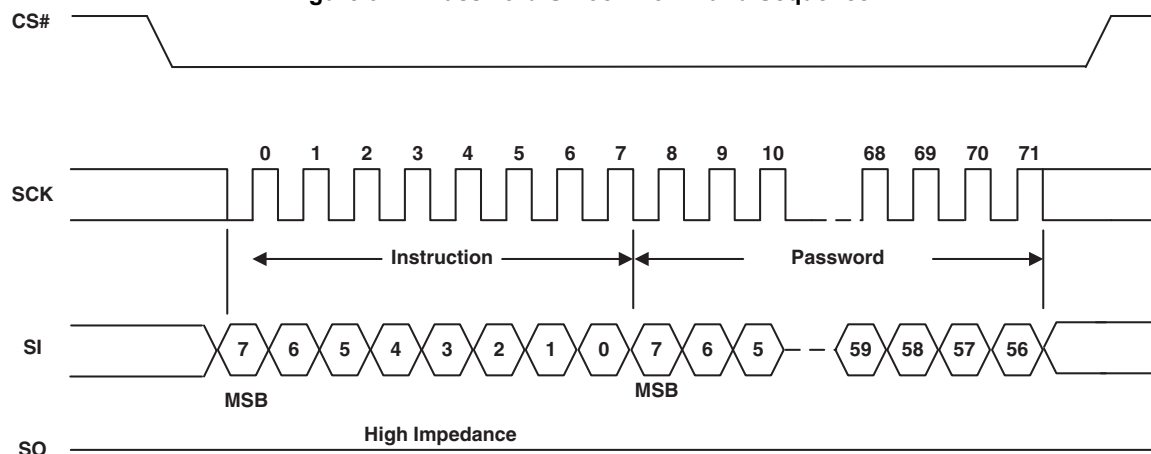 CS#
0 1 2 3 4 5 6 7 8 9 10 68 69 70 71
SCK
Instruction Password
SI 7 6 5 4 3 2 1 0 7 6 5 59 58 57 56
MSB MSB
High Impedance
SO